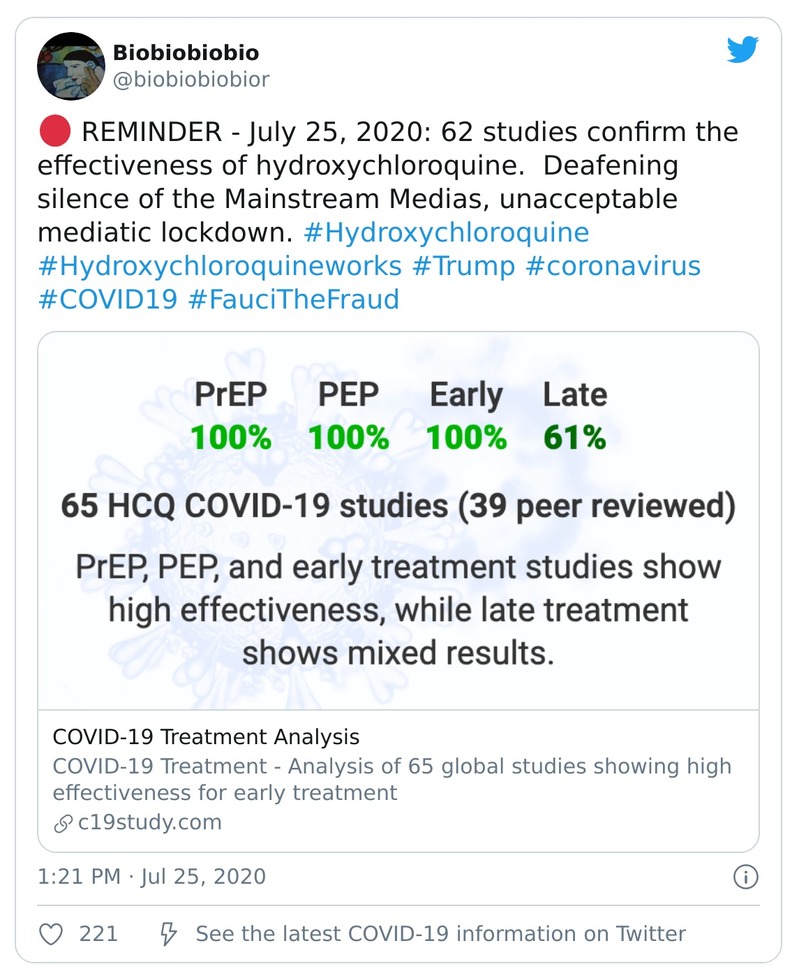 Biobiobiobio
@biobiobiobior
🔴 REMINDER - July 25, 2020: 62 studies confirm the
effectiveness of hydroxychloroquine.  Deafening
silence of the Mainstream Medias, unacceptable
mediatic lockdown. #Hydroxychloroquine
#Hydroxychloroquineworks #Trump #coronavirus
#COVID19 #FauciTheFraud
PrEP PEP Early Late
100% 100% 100% 61%
65 HCQ COVID-19 studies (39 peer reviewed)
PrEP, PEP, and early treatment studies show
high effectiveness, while late treatment
shows mixed results.
COVID-19 Treatment Analysis
COVID-19 Treatment - Analysis of 65 global studies showing high
effectiveness for early treatment
c19study.com
1:21 PM · Jul 25, 2020
221 See the latest COVID-19 information on Twitter